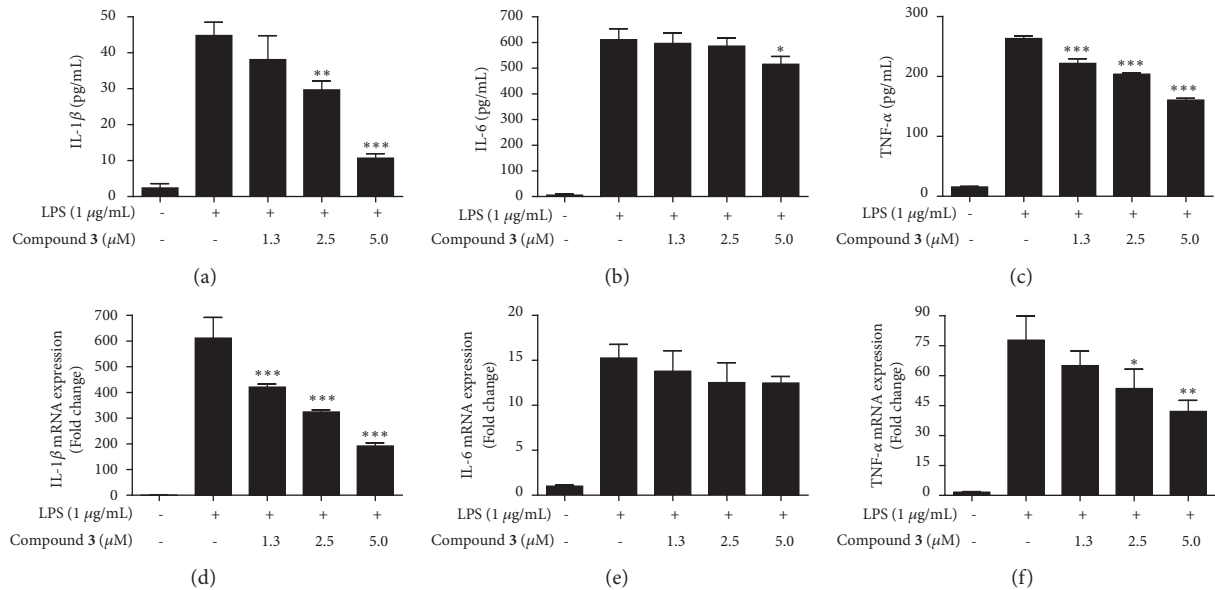 50
40
30
20
10
0
IL-1β (pg/mL)
**
***
LPS (1 μg/mL) - + + + +
Compound 3 (μM) - - 1.3 2.5 5.0
(a)
700
600
500
400
300
200
100
0
IL-6 (pg/mL)
*
LPS (1 μg/mL) - + + + +
Compound 3 (μM) - - 1.3 2.5 5.0
(b)
300
200
100
0
TNF-α (pg/mL)
***
***
***
LPS (1 μg/mL) - + + + +
Compound 3 (μM) - - 1.3 2.5 5.0
(c)
700
600
500
400
300
200
100
0
IL-1β mRNA expression
(Fold change)
***
***
***
LPS (1 μg/mL) - + + + +
Compound 3 (μM) - - 1.3 2.5 5.0
(d)
20
15
10
5
0
IL-6 mRNA expression
(Fold change)
LPS (1 μg/mL) - + + + +
Compound 3 (μM) - - 1.3 2.5 5.0
(e)
90
75
60
45
30
15
0
TNF-α mRNA expression
(Fold change)
*
**
LPS (1 μg/mL) - + + + +
Compound 3 (μM) - - 1.3 2.5 5.0
(f)